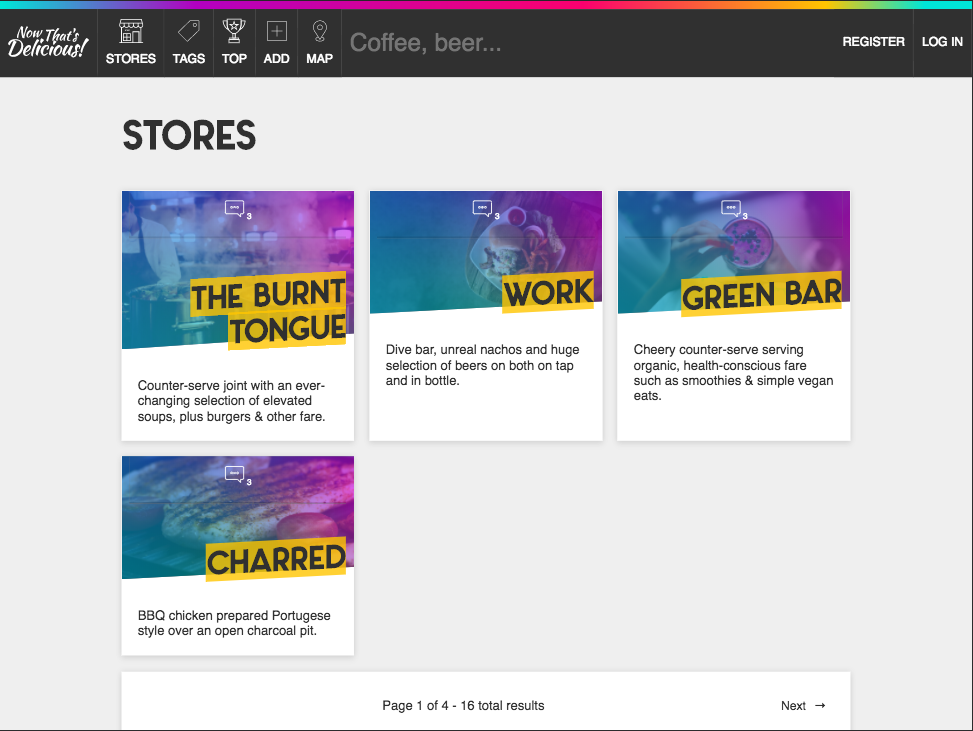 Now That's
Delicious!
STORES
TAGS
TOP
ADD
MAP
Coffee, beer...
REGISTER
LOG IN
STORES
3
THE BURNT
TONGUE
Counter-serve joint with an ever-
changing selection of elevated
soups, plus burgers & other fare.
3
WORK
Dive bar, unreal nachos and huge
selection of beers on both on tap
and in bottle.
3
GREEN BAR
Cheery counter-serve serving
organic, health-conscious fare
such as smoothies & simple vegan
eats.
3
CHARRED
BBQ chicken prepared Portugese
style over an open charcoal pit.
Page 1 of 4 - 16 total results
Next →